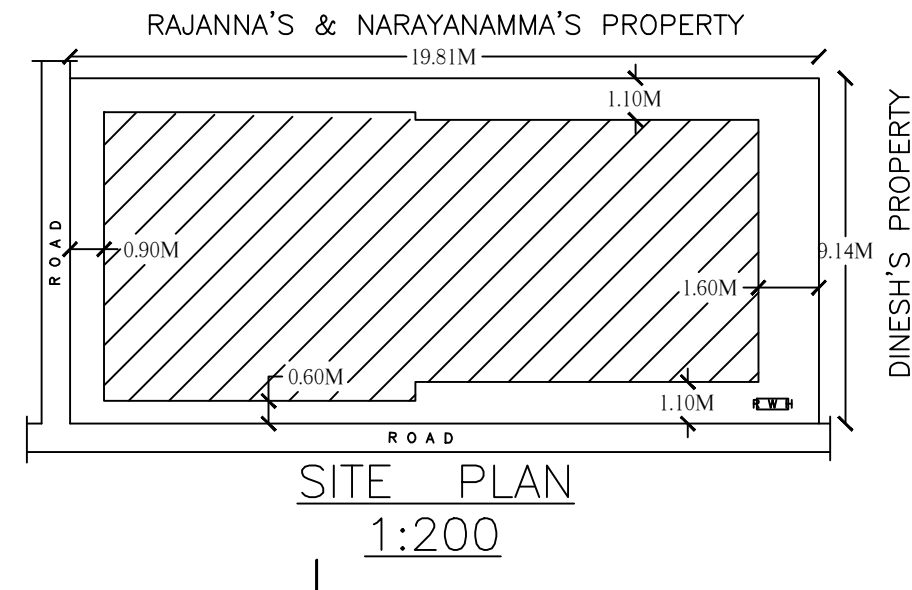 RAJANNA'S & NARAYANAMMA'S PROPERTY
19.81M
1.10M
DINESH'S PROPERTY
ROAD
0.90M
9.14M
1.60M
0.60M
1.10M
RWH
ROAD
SITE PLAN
1:200